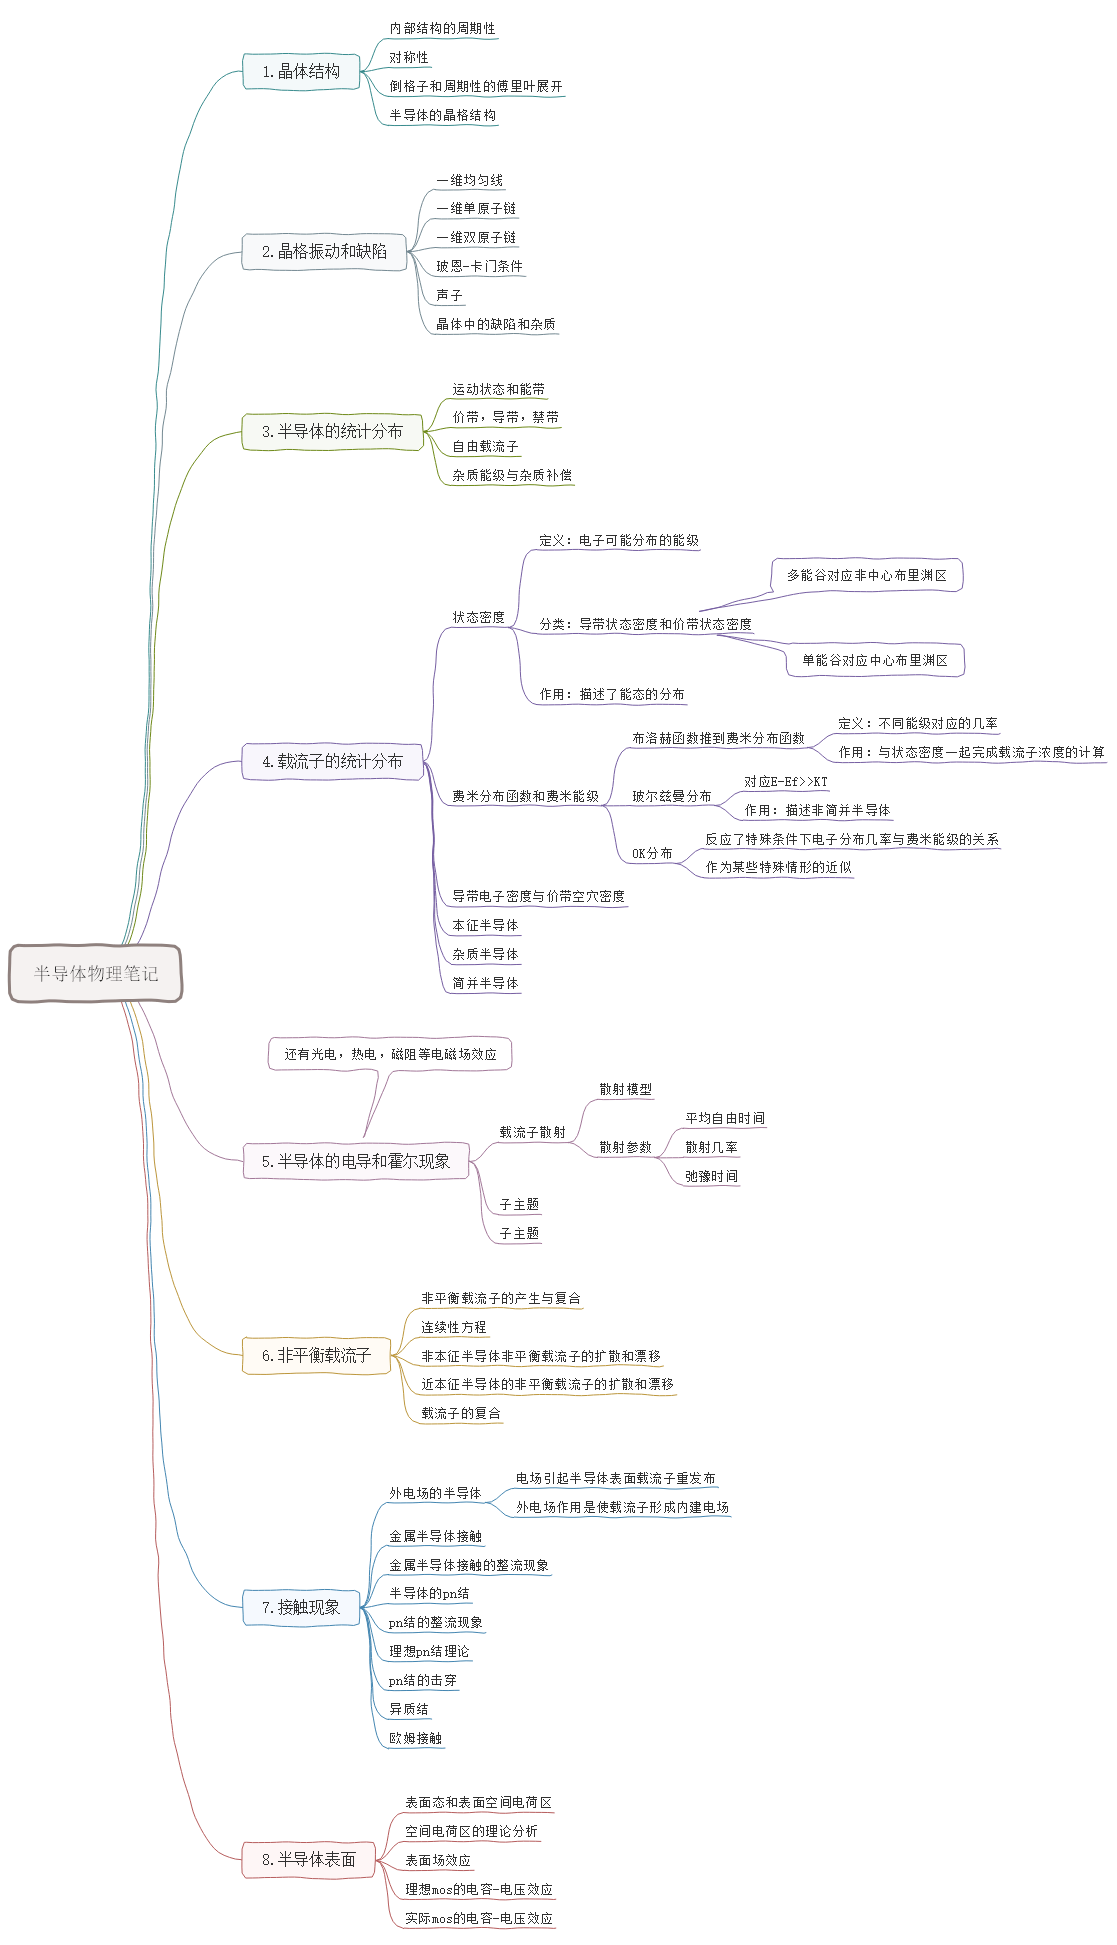 半导体物理笔记
1.晶体结构
内部结构的周期性
对称性
倒格子和周期性的傅里叶展开
半导体的晶格结构
2.晶格振动和缺陷
一维均匀线
一维单原子链
一维双原子链
玻恩-卡门条件
声子
晶体中的缺陷和杂质
3.半导体的统计分布
运动状态和能带
价带，导带，禁带
自由载流子
杂质能级与杂质补偿
4.载流子的统计分布
状态密度
定义：电子可能分布的能级
分类：导带状态密度和价带状态密度
多能谷对应非中心布里渊区
单能谷对应中心布里渊区
作用：描述了能态的分布
费米分布函数和费米能级
布洛赫函数推到费米分布函数
定义：不同能级对应的几率
作用：与状态密度一起完成载流子浓度的计算
玻尔兹曼分布
对应E-Ef>>KT
作用：描述非简并半导体
OK分布
反应了特殊条件下电子分布几率与费米能级的关系
作为某些特殊情形的近似
导带电子密度与价带空穴密度
本征半导体
杂质半导体
简并半导体
还有光电，热电，磁阻等电磁场效应
5.半导体的电导和霍尔现象
载流子散射
散射模型
散射参数
平均自由时间
散射几率
弛豫时间
子主题
子主题
6.非平衡载流子
非平衡载流子的产生与复合
连续性方程
非本征半导体非平衡载流子的扩散和漂移
近本征半导体的非平衡载流子的扩散和漂移
载流子的复合
7.接触现象
外电场的半导体
电场引起半导体表面载流子重发布
外电场作用是使载流子形成内建电场
金属半导体接触
金属半导体接触的整流现象
半导体的pn结
pn结的整流现象
理想pn结理论
pn结的击穿
异质结
欧姆接触
8.半导体表面
表面态和表面空间电荷区
空间电荷区的理论分析
表面场效应
理想mos的电容-电压效应
实际mos的电容-电压效应